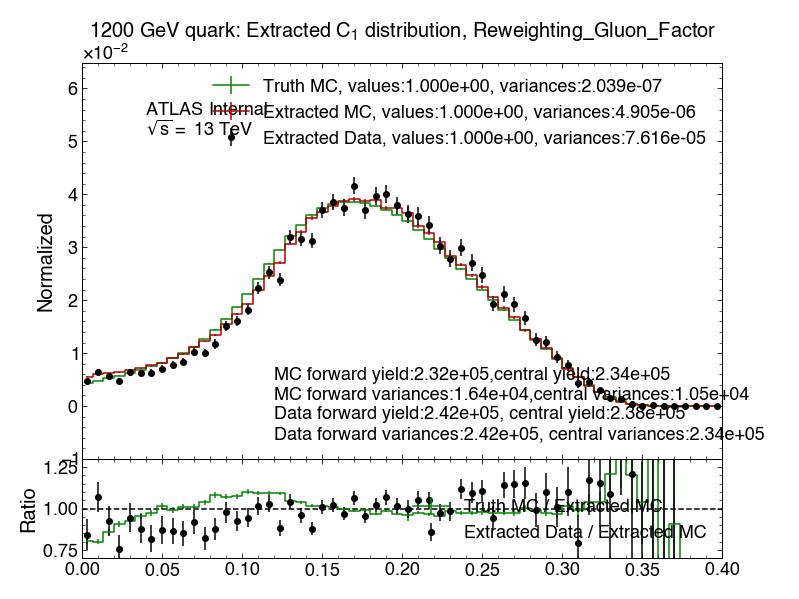 1200 GeV quark: Extracted C₁ distribution, Reweighting_Gluon_Factor
×10⁻²
Truth MC, values:1.000e+00, variances:2.039e-07
ATLAS Internal
Extracted MC, values:1.000e+00, variances:4.905e-06
√s = 13 TeV
Extracted Data, values:1.000e+00, variances:7.616e-05
6
5
4
3
2
1
0
Normalized
MC forward yield:2.32e+05,central yield:2.34e+05
MC forward variances:1.64e+04,central variances:1.05e+04
Data forward yield:2.42e+05, central yield:2.38e+05
Data forward variances:2.42e+05, central variances:2.34e+05
1.25
1.00
0.75
Ratio
Truth MC / Extracted MC
Extracted Data / Extracted MC
0.00 0.05 0.10 0.15 0.20 0.25 0.30 0.35 0.40